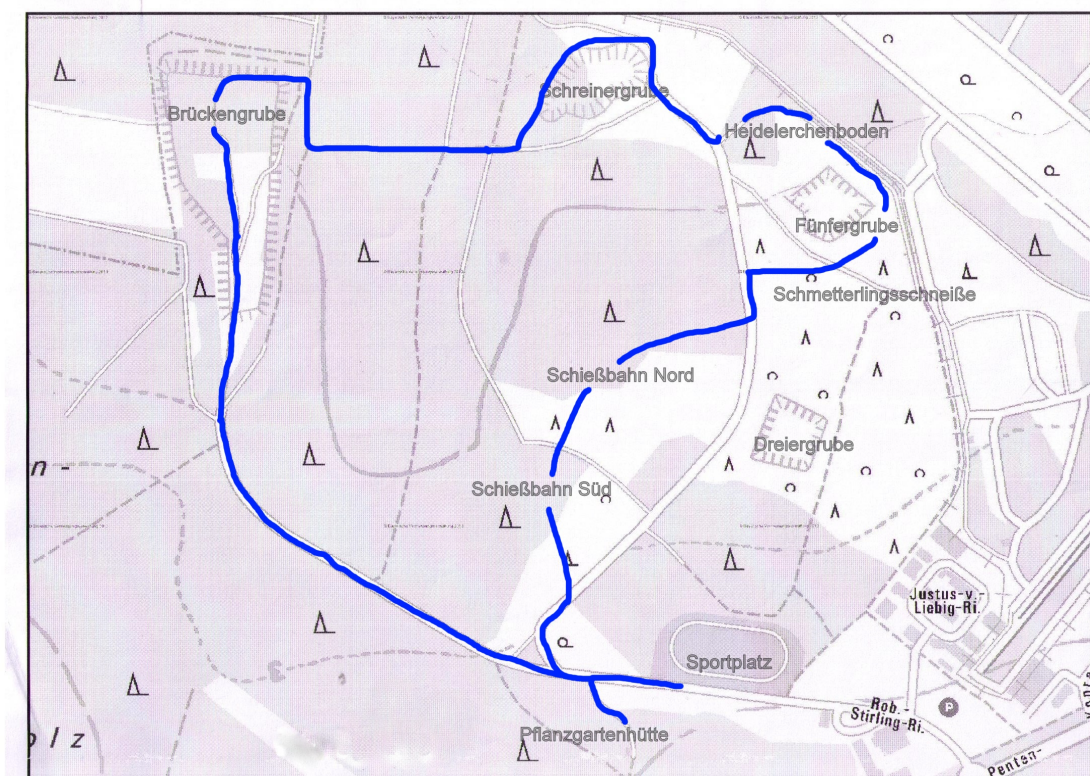 Schreinergrube
Brückengrube
Heidelerchenboden
Fünfergrube
Schmetterlingsschneiße
Schießbahn Nord
Dreiergrube
n -
Schießbahn Süd
Justus-v.-
Liebig-Ri.
Sportplatz
Rob.-
Stirling-Ri.
P
Pflanzgartenhütte
olz
Penten-